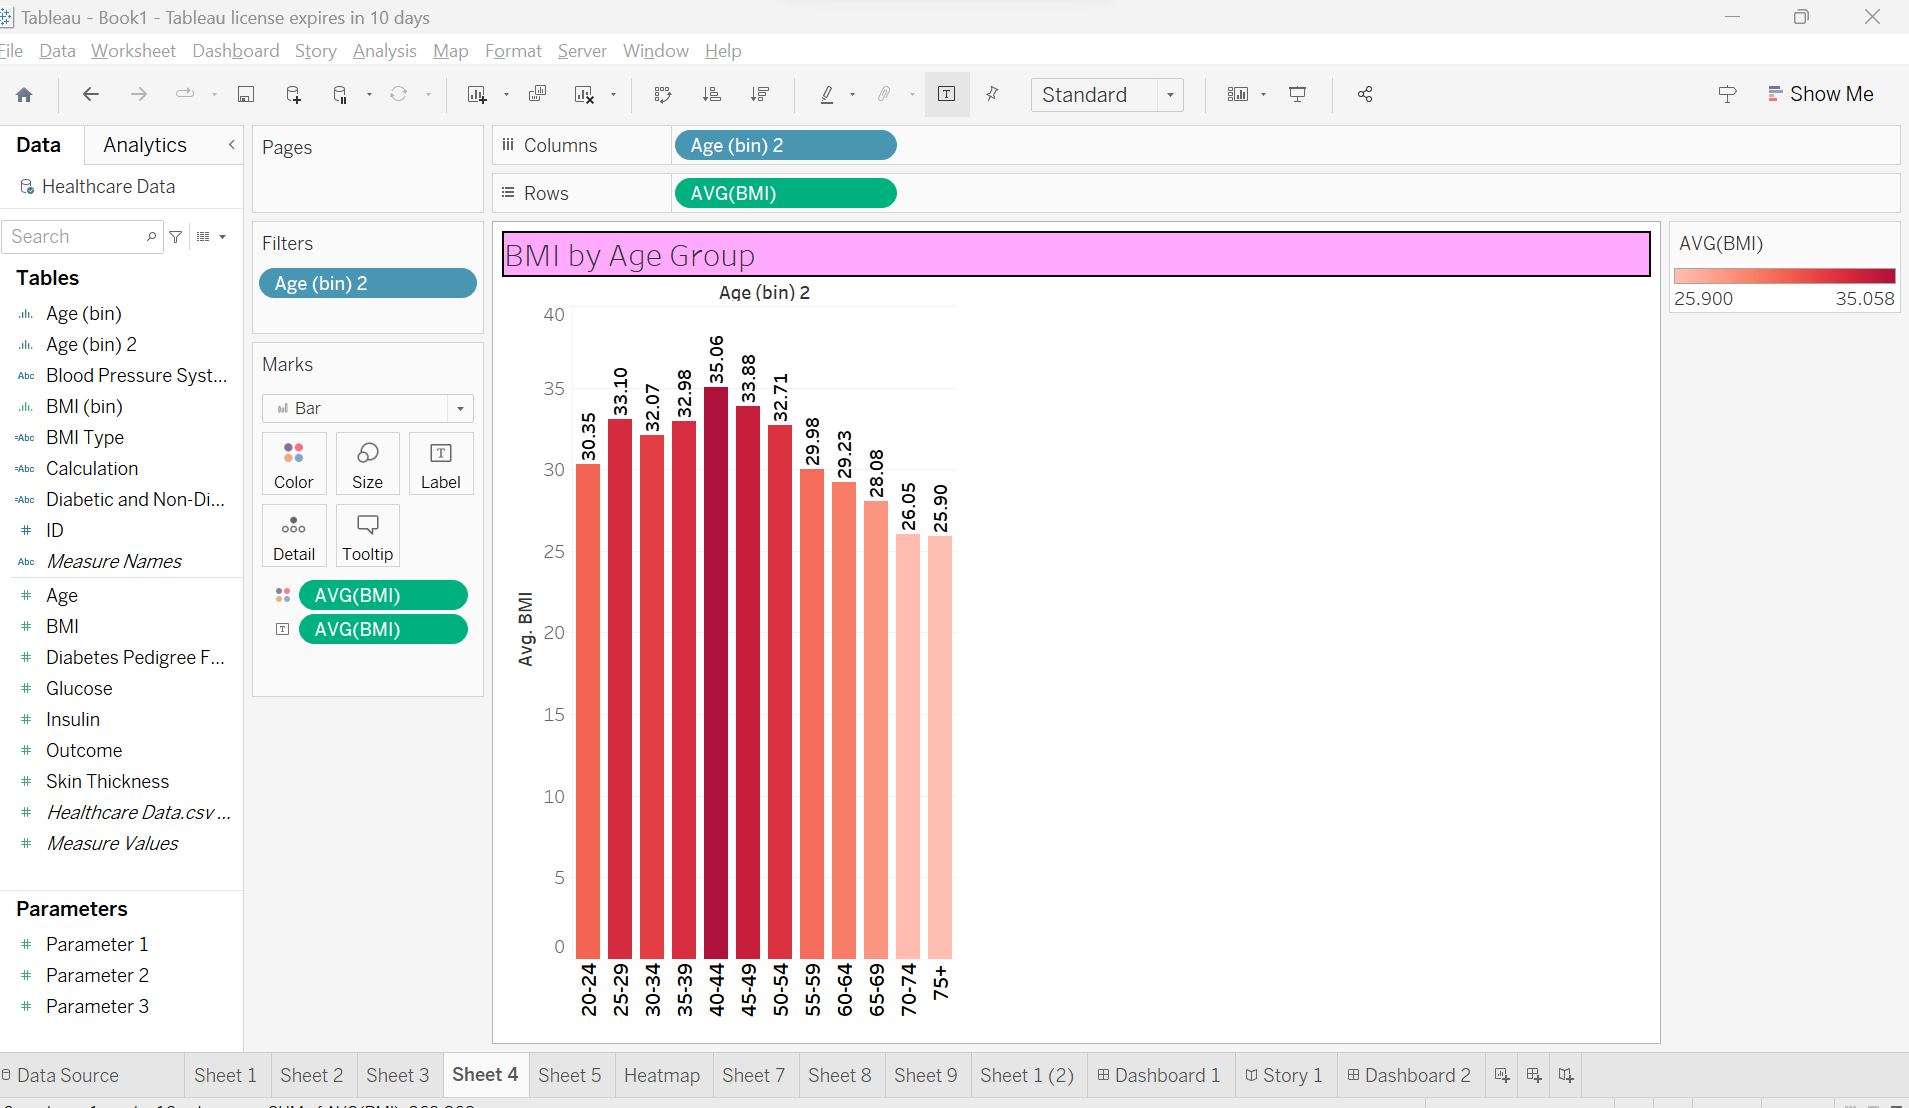 Tableau - Book1 - Tableau license expires in 10 days
File Data Worksheet Dashboard Story Analysis Map Format Server Window Help
Standard
Show Me
Data Analytics
Healthcare Data
Search
Tables
Age (bin)
Age (bin) 2
Abc Blood Pressure Syst...
BMI (bin)
=Abc BMI Type
=Abc Calculation
=Abc Diabetic and Non-Di...
# ID
Abc Measure Names
# Age
# BMI
# Diabetes Pedigree F...
# Glucose
# Insulin
# Outcome
# Skin Thickness
# Healthcare Data.csv ...
# Measure Values
Parameters
# Parameter 1
# Parameter 2
# Parameter 3
Pages
Filters
Age (bin) 2
Marks
Bar
Color Size T Label
Detail Tooltip
AVG(BMI)
T AVG(BMI)
Columns Age (bin) 2
Rows AVG(BMI)
BMI by Age Group
Age (bin) 2
Avg. BMI
40
35
30
25
20
15
10
5
0
30.35 33.10 32.07 32.98 35.06 33.88 32.71 29.98 29.23 28.08 26.05 25.90
20-24 25-29 30-34 35-39 40-44 45-49 50-54 55-59 60-64 65-69 70-74 75+
AVG(BMI)
25.900 35.058
Data Source Sheet 1 Sheet 2 Sheet 3 Sheet 4 Sheet 5 Heatmap Sheet 7 Sheet 8 Sheet 9 Sheet 1 (2) Dashboard 1 Story 1 Dashboard 2